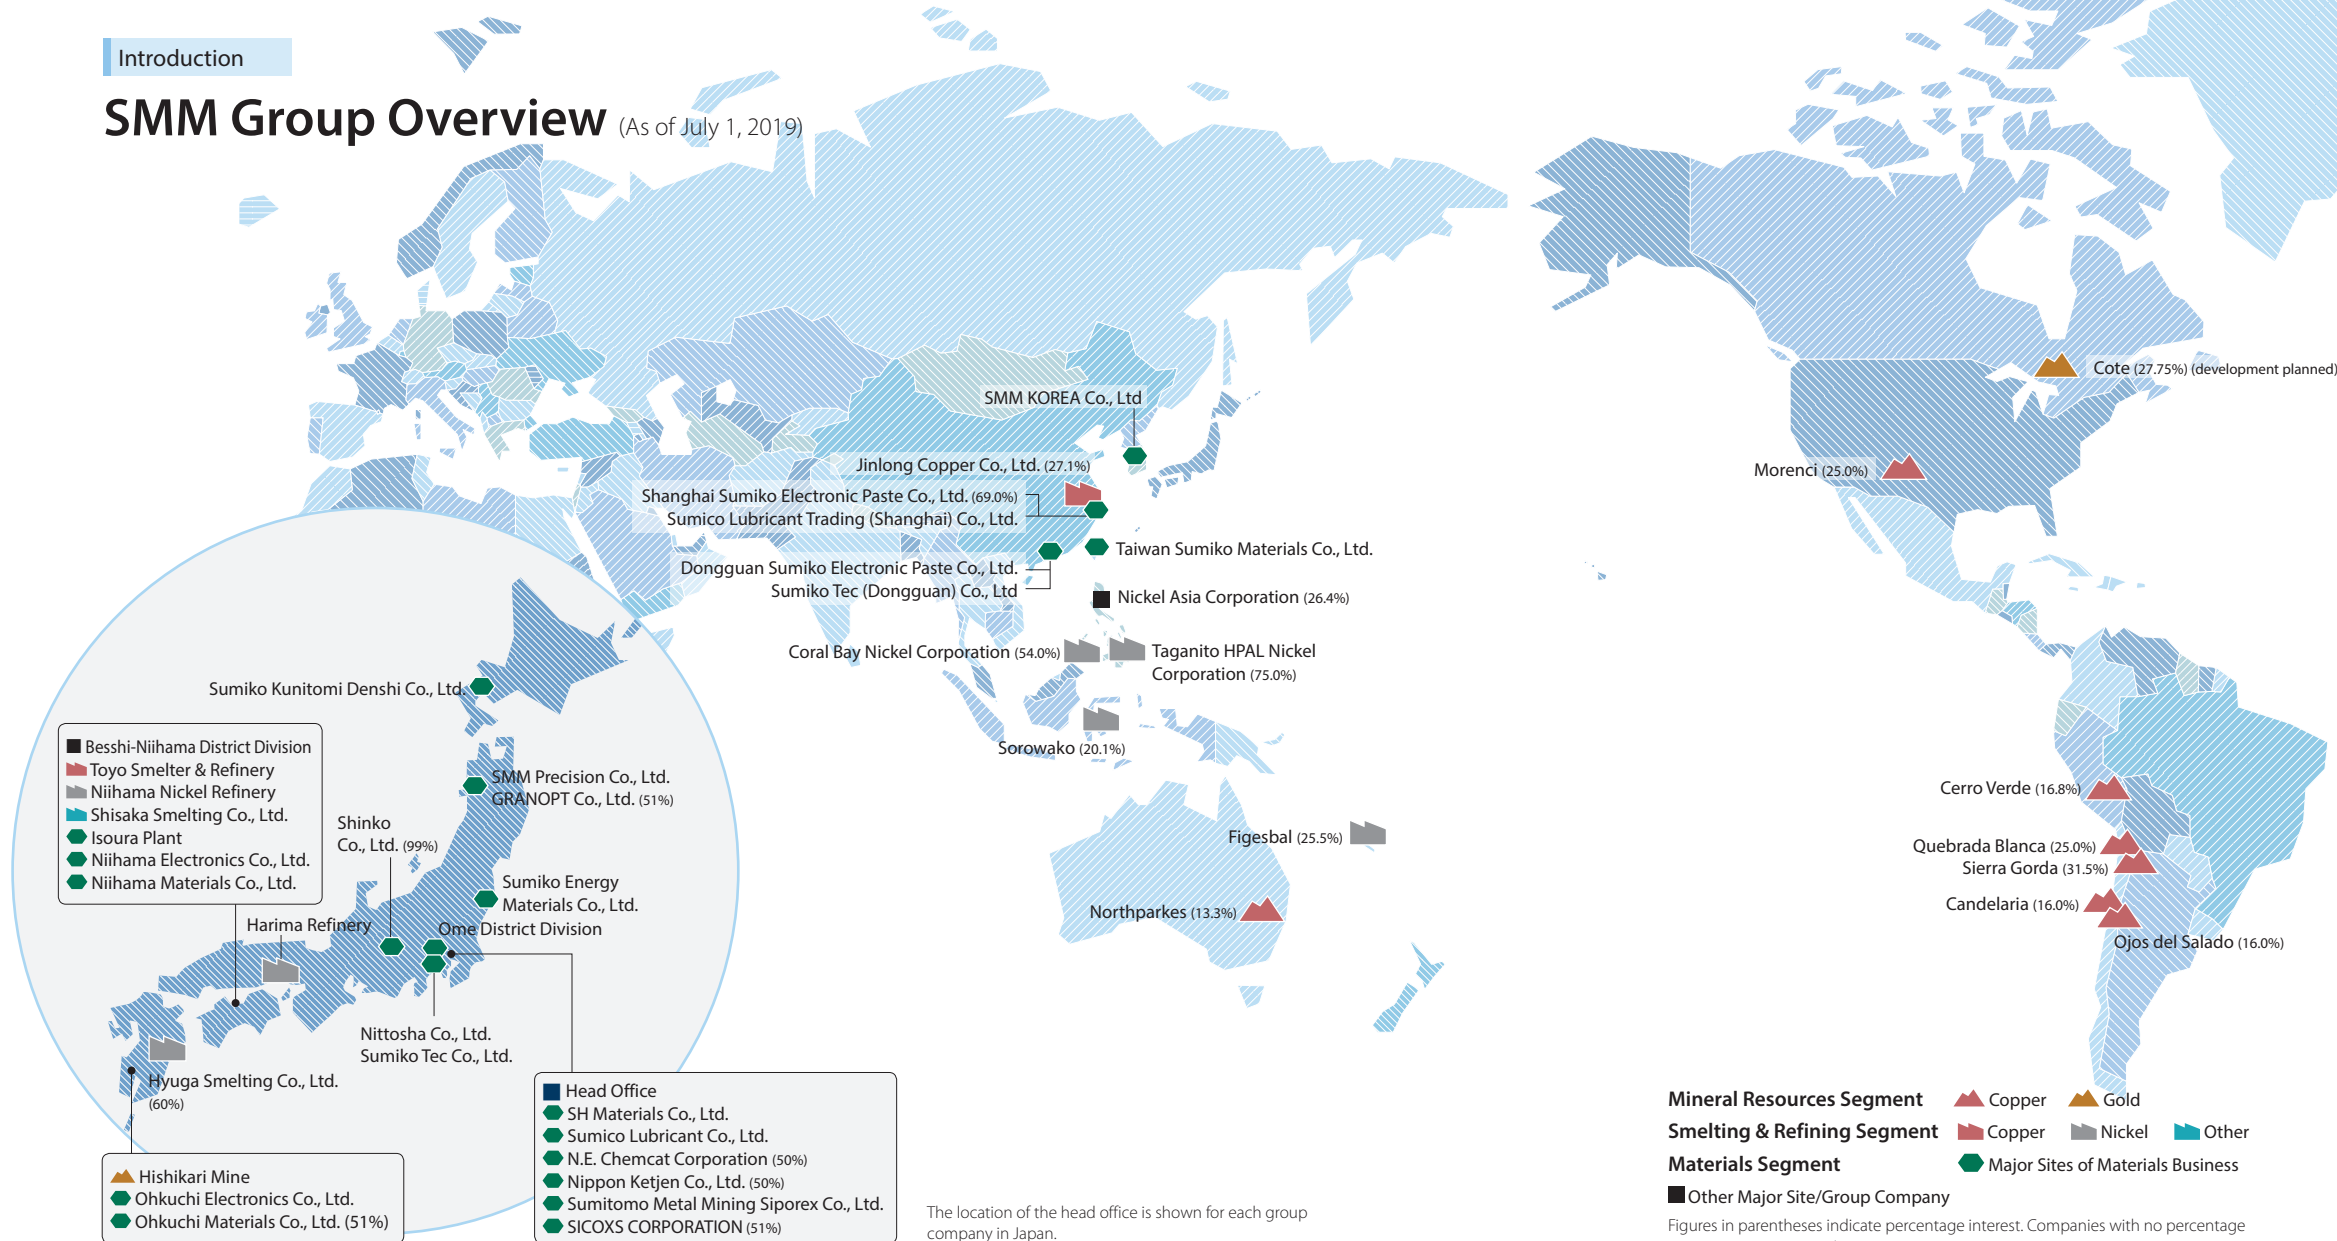 Introduction
SMM Group Overview (As of July 1, 2019)
SMM KOREA Co., Ltd
Jinlong Copper Co., Ltd. (27.1%)
Shanghai Sumiko Electronic Paste Co., Ltd. (69.0%)
Sumico Lubricant Trading (Shanghai) Co., Ltd.
Taiwan Sumiko Materials Co., Ltd.
Dongguan Sumiko Electronic Paste Co., Ltd.
Sumiko Tec (Dongguan) Co., Ltd
Nickel Asia Corporation (26.4%)
Coral Bay Nickel Corporation (54.0%)
Taganito HPAL Nickel
Corporation (75.0%)
Sorowako (20.1%)
Figesbal (25.5%)
Northparkes (13.3%)
Cote (27.75%) (development planned)
Morenci (25.0%)
Cerro Verde (16.8%)
Quebrada Blanca (25.0%)
Sierra Gorda (31.5%)
Candelaria (16.0%)
Ojos del Salado (16.0%)
Sumiko Kunitomi Denshi Co., Ltd.
Besshi-Niihama District Division
Toyo Smelter & Refinery
Niihama Nickel Refinery
Shisaka Smelting Co., Ltd.
Isoura Plant
Niihama Electronics Co., Ltd.
Niihama Materials Co., Ltd.
SMM Precision Co., Ltd.
GRANOPT Co., Ltd. (51%)
Shinko
Co., Ltd. (99%)
Sumiko Energy
Materials Co., Ltd.
Harima Refinery
Ome District Division
Nittosha Co., Ltd.
Sumiko Tec Co., Ltd.
Hyuga Smelting Co., Ltd.
(60%)
Hishikari Mine
Ohkuchi Electronics Co., Ltd.
Ohkuchi Materials Co., Ltd. (51%)
Head Office
SH Materials Co., Ltd.
Sumico Lubricant Co., Ltd.
N.E. Chemcat Corporation (50%)
Nippon Ketjen Co., Ltd. (50%)
Sumitomo Metal Mining Siporex Co., Ltd.
SICOXS CORPORATION (51%)
The location of the head office is shown for each group
company in Japan.
Mineral Resources Segment Copper Gold
Smelting & Refining Segment Copper Nickel Other
Materials Segment Major Sites of Materials Business
Other Major Site/Group Company
Figures in parentheses indicate percentage interest. Companies with no percentage